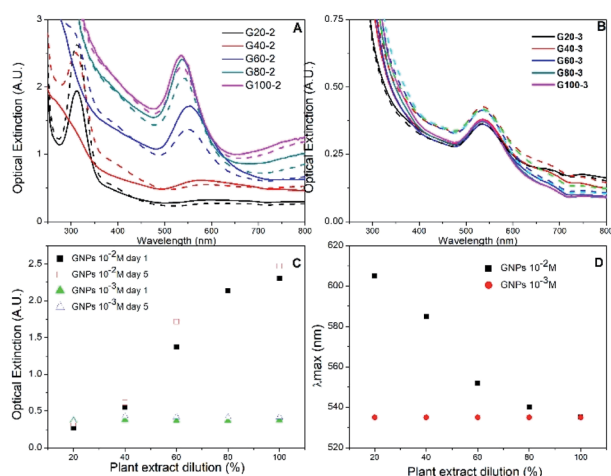 A
G20-2
G40-2
G60-2
G80-2
G100-2
Optical Extinction (A.U.)
3
2
1
0
300 400 500 600 700 800
Wavelength (nm)
B
G20-3
G40-3
G60-3
G80-3
G100-3
Optical Extinction (A.U.)
0.75
0.50
0.25
0
300 400 500 600 700 800
Wavelength (nm)
C
GNPs 10⁻²M day 1
GNPs 10⁻²M day 5
GNPs 10⁻³M day 1
GNPs 10⁻³M day 5
Optical Extinction (A.U.)
2.5
2.0
1.5
1.0
0.5
0.0
20 40 60 80 100
Plant extract dilution (%)
D
GNPs 10⁻²M
GNPs 10⁻³M
λmax (nm)
620
600
580
560
540
520
20 40 60 80 100
Plant extract dilution (%)